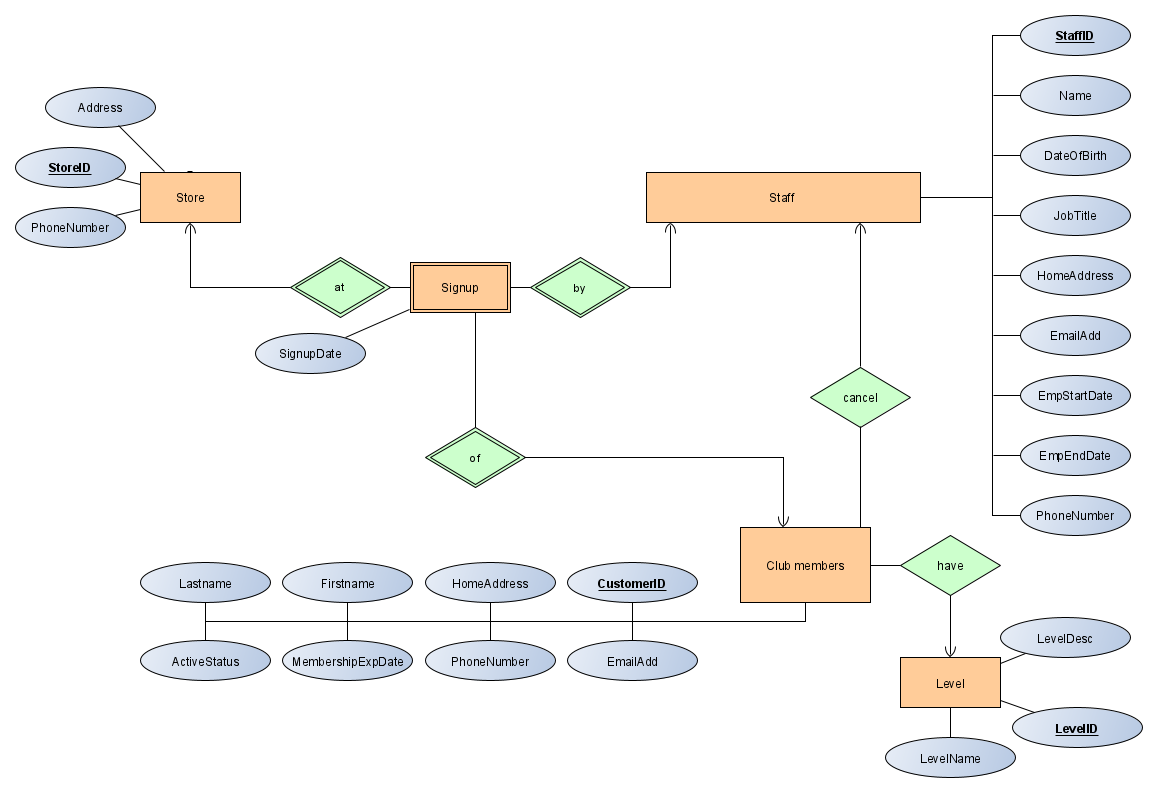 StaffID
Name
Address
DateOfBirth
StoreID
Store
Staff
JobTitle
PhoneNumber
HomeAddress
at
Signup
by
EmailAdd
SignupDate
cancel
EmpStartDate
of
EmpEndDate
PhoneNumber
Club members
have
Lastname
Firstname
HomeAddress
CustomerID
LevelDesc
ActiveStatus
MembershipExpDate
PhoneNumber
EmailAdd
Level
LevelID
LevelName